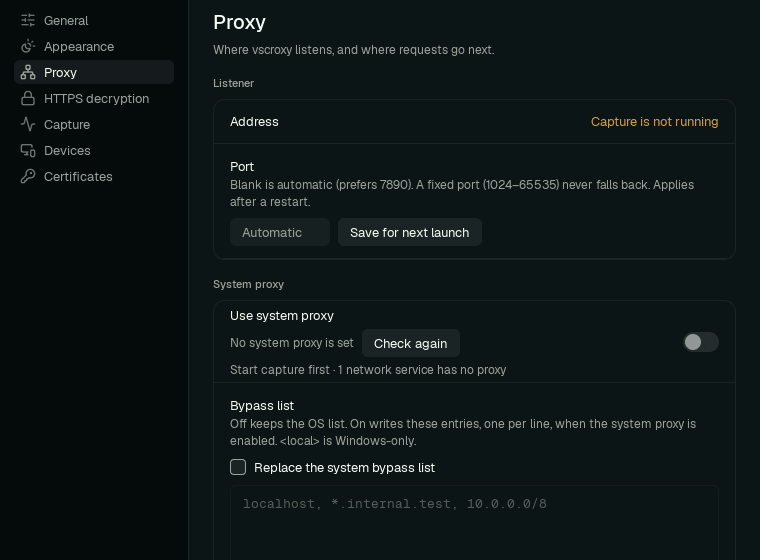 General
Appearance
Proxy
HTTPS decryption
Capture
Devices
Certificates
Proxy
Where vscroxy listens, and where requests go next.
Listener
Address
Capture is not running
Port
Blank is automatic (prefers 7890). A fixed port (1024–65535) never falls back. Applies
after a restart.
Automatic
Save for next launch
System proxy
Use system proxy
No system proxy is set
Check again
Start capture first · 1 network service has no proxy
Bypass list
Off keeps the OS list. On writes these entries, one per line, when the system proxy is
enabled. <local> is Windows-only.
Replace the system bypass list
localhost, *.internal.test, 10.0.0.0/8